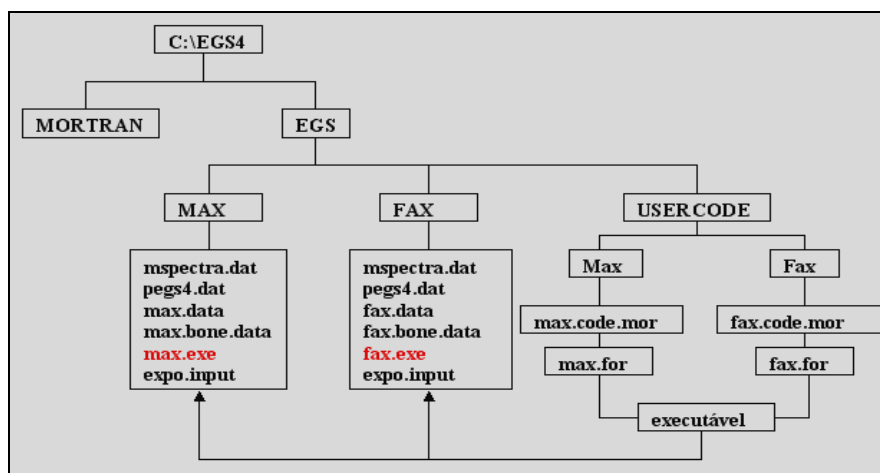 C:\EGS4
MORTRAN
EGS
MAX
FAX
USERCODE
mspectra.dat
pegs4.dat
max.data
max.bone.data
max.exe
expo.input
mspectra.dat
pegs4.dat
fax.data
fax.bone.data
fax.exe
expo.input
Max
Fax
max.code.mor
fax.code.mor
max.for
fax.for
executável